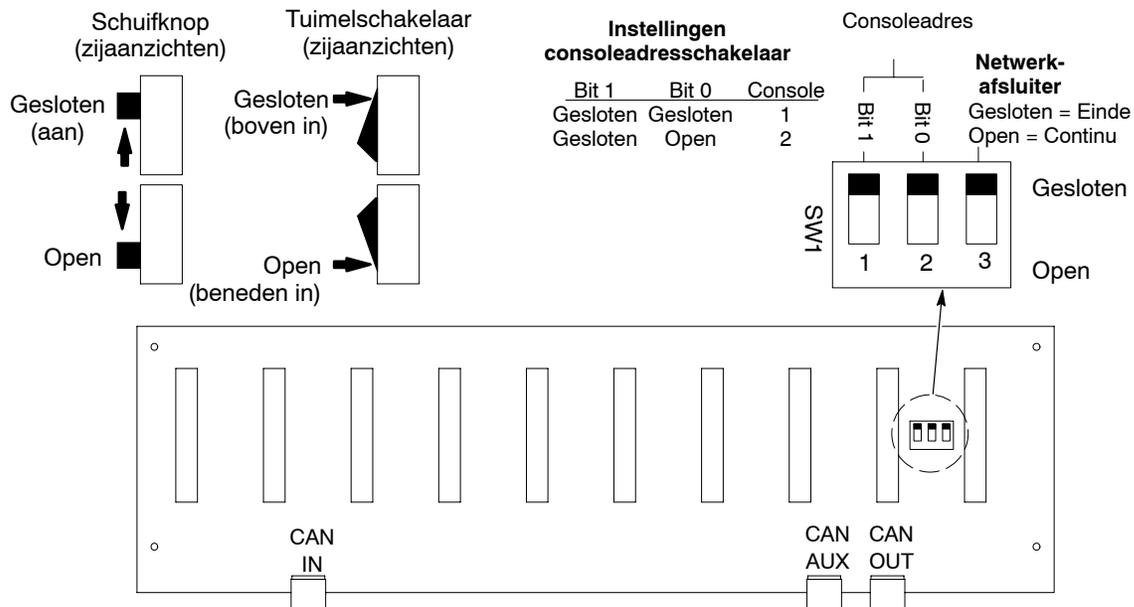 Schuifknop
(zijaanzichten)
Gesloten
(aan)
Open
Tuimelschakelaar
(zijaanzichten)
Gesloten
(boven in)
Open
(beneden in)
Instellingen
consoleadresschakelaar
Bit 1 Bit 0 Console
Gesloten Gesloten 1
Gesloten Open 2
Consoleadres
Bit 1
Bit 0
Netwerk-
afsluiter
Gesloten = Einde
Open = Continu
SW1
1 2 3
Gesloten
Open
CAN
IN
CAN
AUX
CAN
OUT